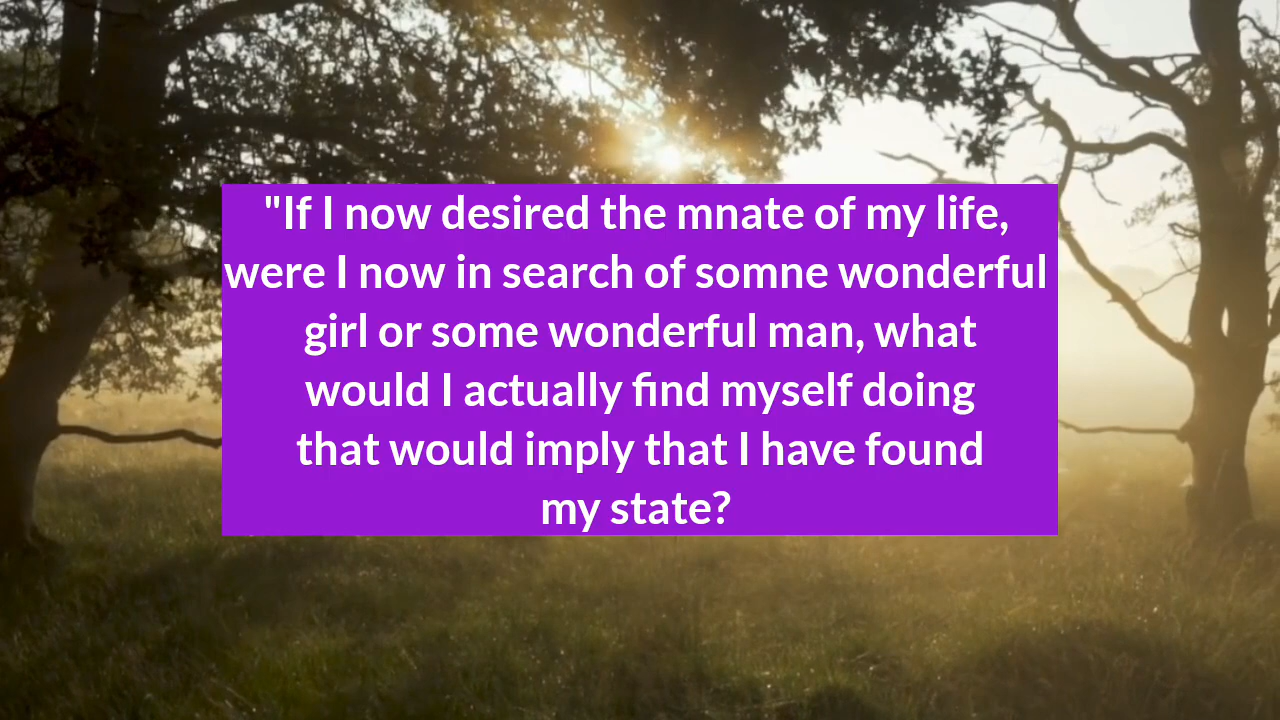 "If I now desired the mnate of my life,
were I now in search of somne wonderful
girl or some wonderful man, what
would I actually find myself doing
that would imply that I have found
my state?